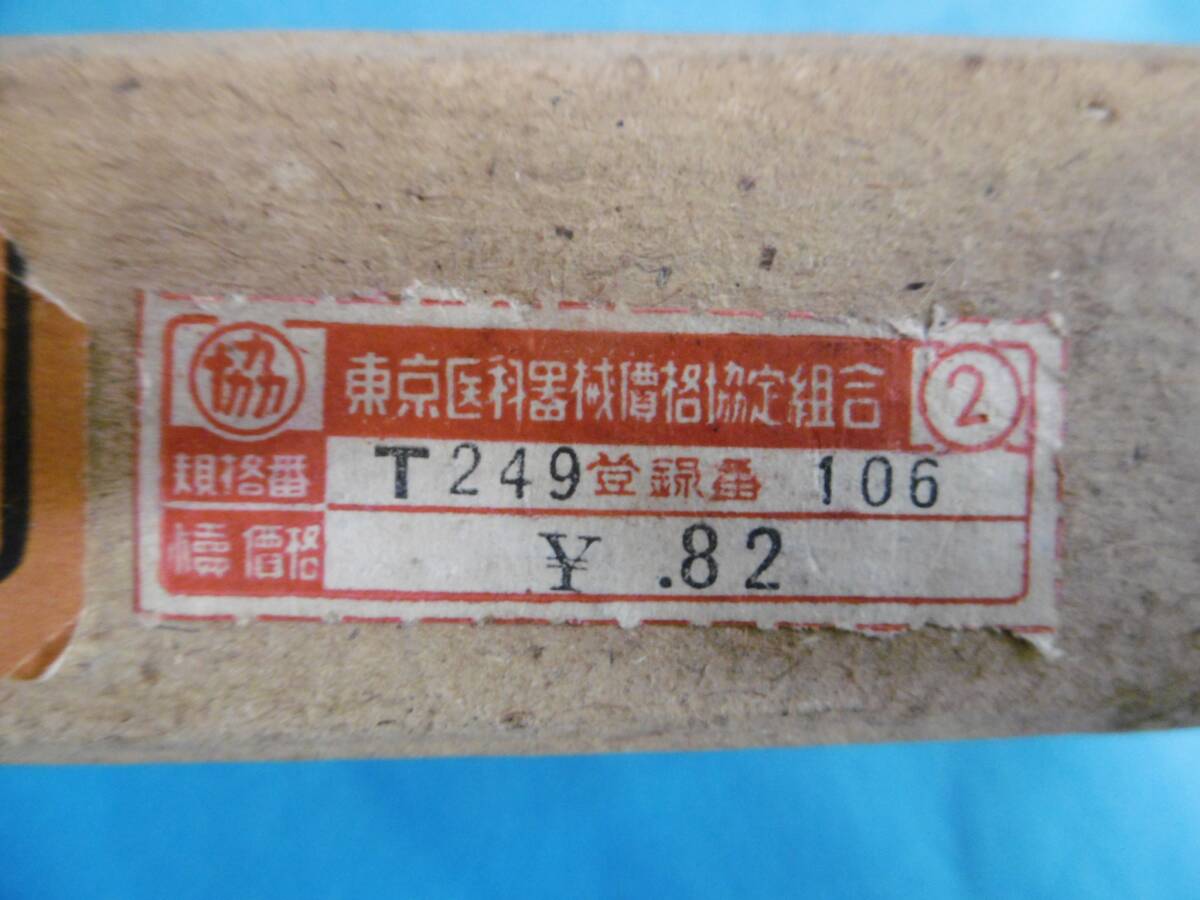 協 東京医科器械價格協定組合 ②
規格番 T249 登録番 106
價格 ¥ .82